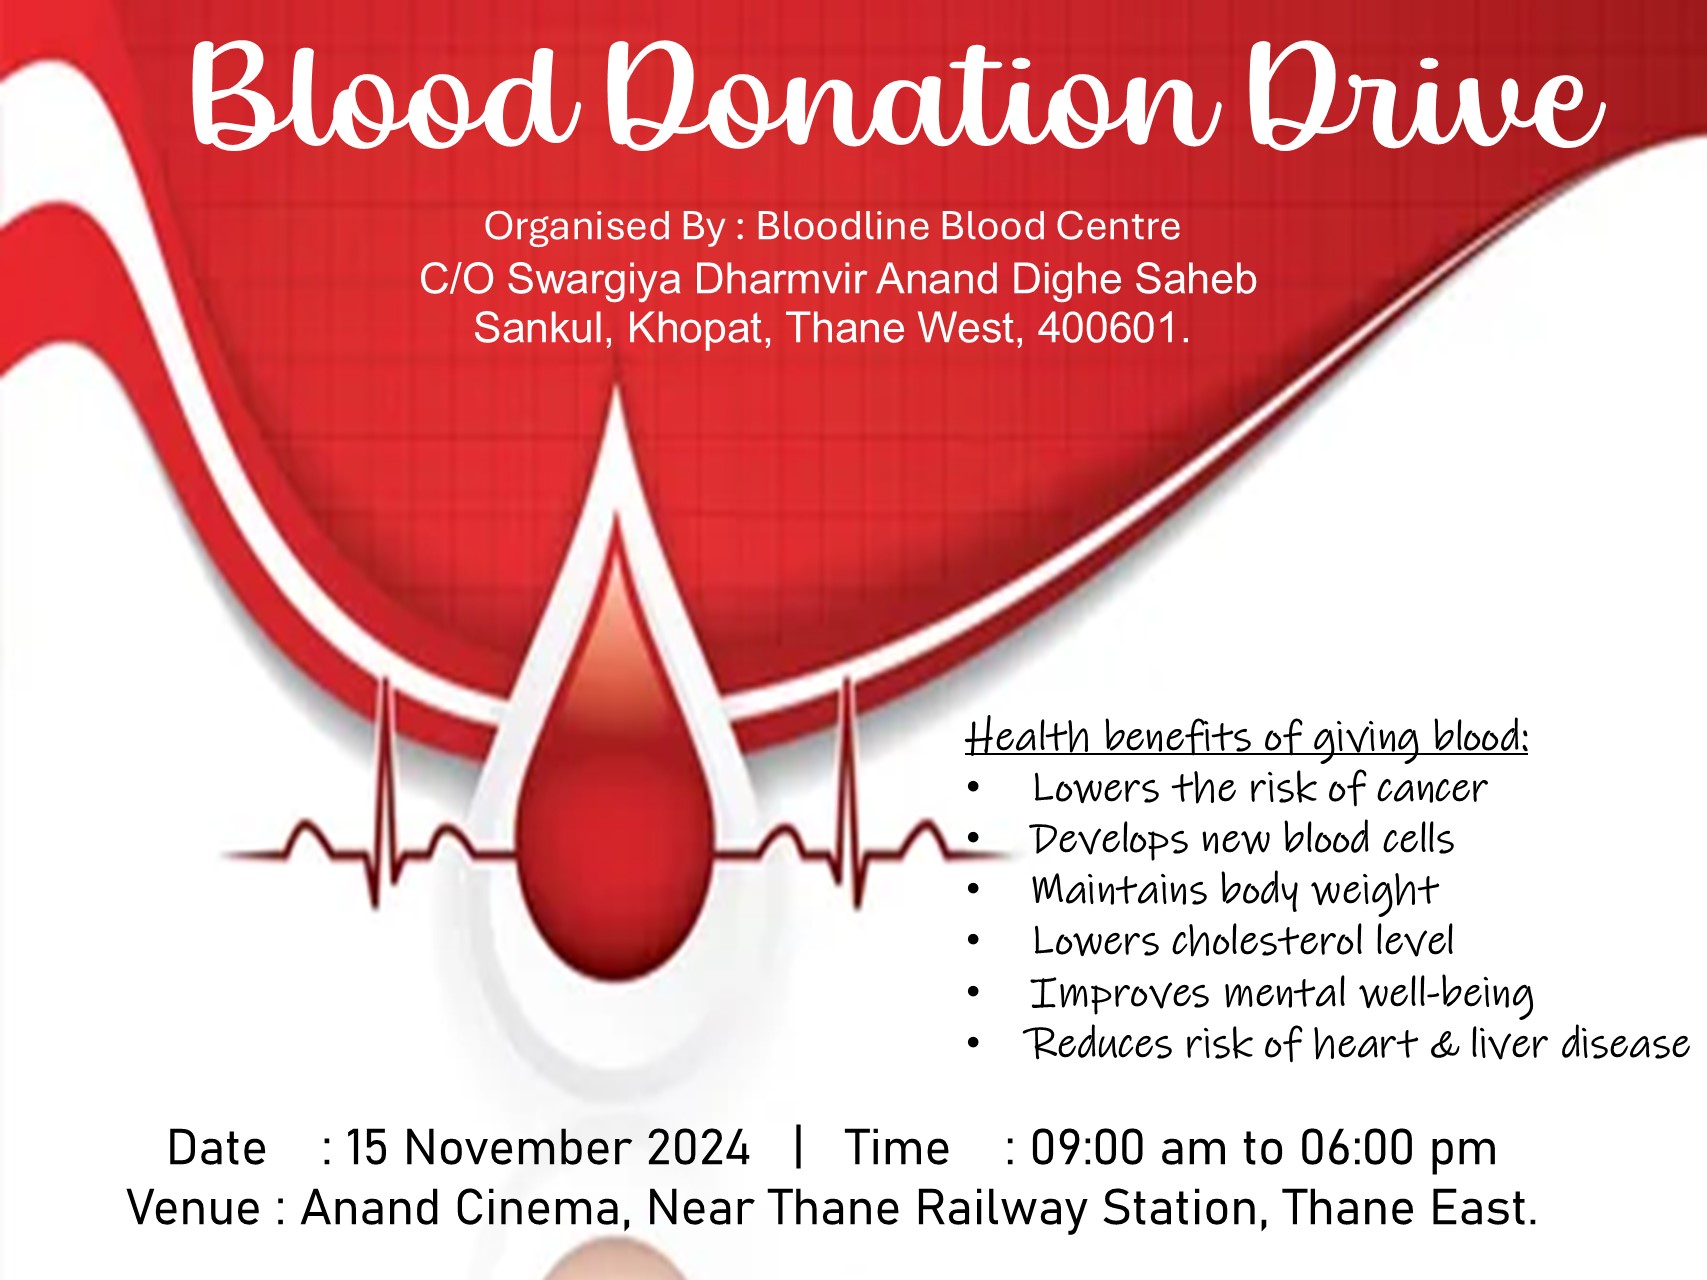 Blood Donation Drive
Organised By : Bloodline Blood Centre
C/O Swargiya Dharmvir Anand Dighe Saheb
Sankul, Khopat, Thane West, 400601.
Health benefits of giving blood:
• Lowers the risk of cancer
• Develops new blood cells
• Maintains body weight
• Lowers cholesterol level
• Improves mental well-being
• Reduces risk of heart & liver disease
Date : 15 November 2024 | Time : 09:00 am to 06:00 pm
Venue : Anand Cinema, Near Thane Railway Station, Thane East.